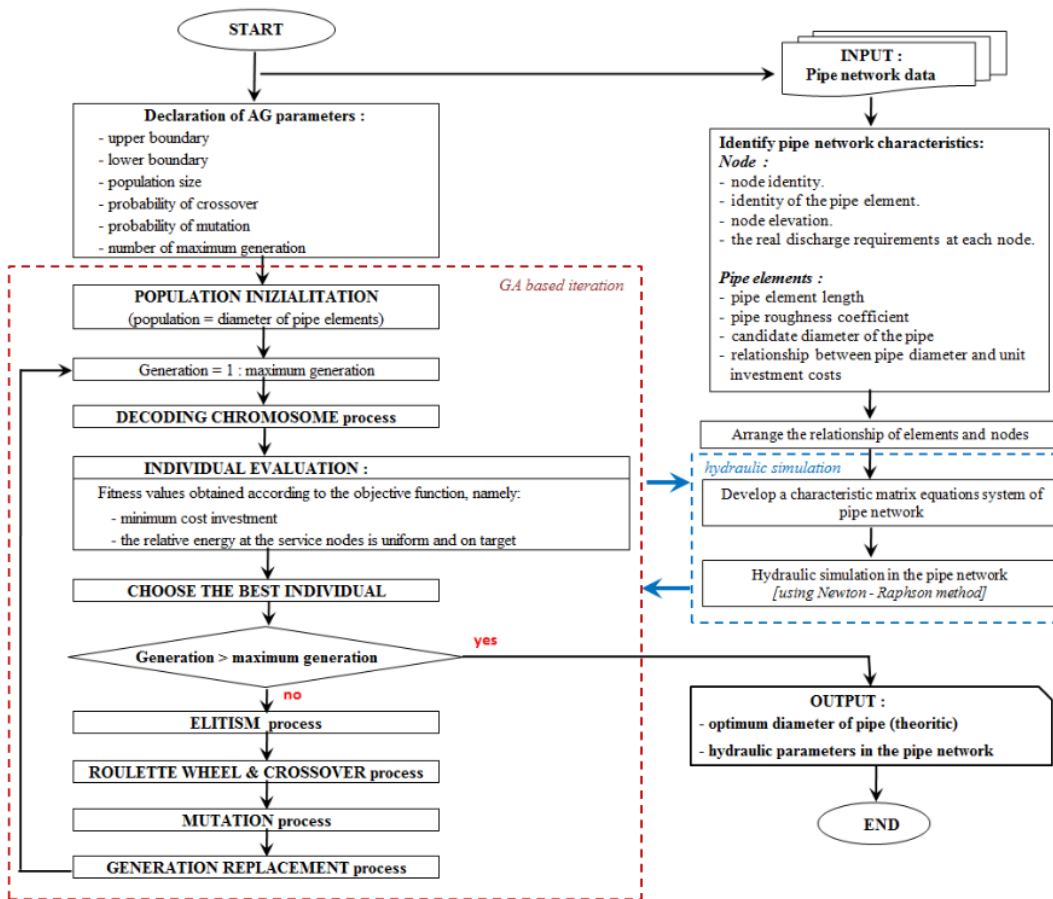 START
INPUT :
Pipe network data
Declaration of AG parameters :
- upper boundary
- lower boundary
- population size
- probability of crossover
- probability of mutation
- number of maximum generation
Identify pipe network characteristics:
Node :
- node identity.
- identity of the pipe element.
- node elevation.
- the real discharge requirements at each node.
Pipe elements :
- pipe element length
- pipe roughness coefficient
- candidate diameter of the pipe
- relationship between pipe diameter and unit
investment costs
Arrange the relationship of elements and nodes
GA based iteration
POPULATION INIZIALITATION
(population = diameter of pipe elements)
Generation = 1 : maximum generation
DECODING CHROMOSOME process
INDIVIDUAL EVALUATION :
Fitness values obtained according to the objective function, namely:
- minimum cost investment
- the relative energy at the service nodes is uniform and on target
CHOOSE THE BEST INDIVIDUAL
hydraulic simulation
Develop a characteristic matrix equations system of
pipe network
Hydraulic simulation in the pipe network
[using Newton - Raphson method]
Generation > maximum generation
yes
no
ELITISM process
ROULETTE WHEEL & CROSSOVER process
MUTATION process
GENERATION REPLACEMENT process
OUTPUT :
- optimum diameter of pipe (theoritic)
- hydraulic parameters in the pipe network
END